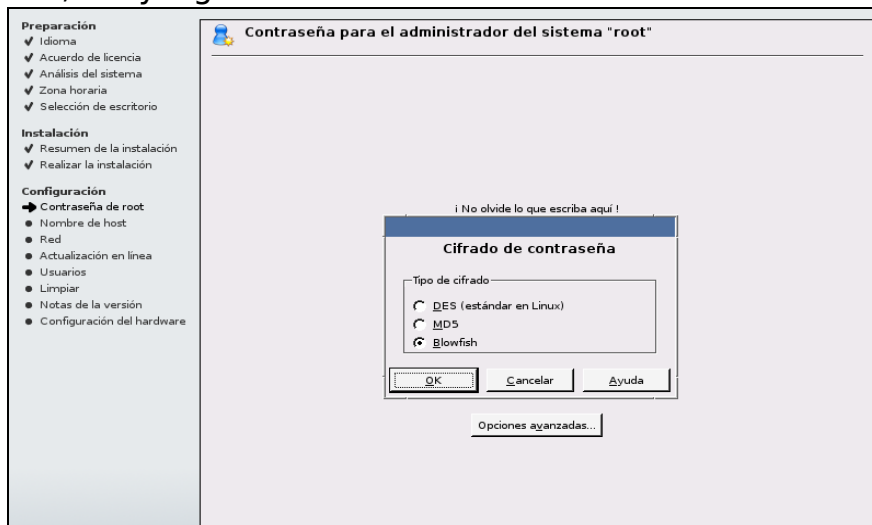 Preparación
Idioma
Acuerdo de licencia
Análisis del sistema
Zona horaria
Selección de escritorio
Instalación
Resumen de la instalación
Realizar la instalación
Configuración
Contraseña de root
Nombre de host
Red
Actualización en línea
Usuarios
Limpiar
Notas de la versión
Configuración del hardware
Contraseña para el administrador del sistema "root"
¡ No olvide lo que escriba aquí !
Cifrado de contraseña
Tipo de cifrado
DES (estándar en Linux)
MD5
Blowfish
OK Cancelar Ayuda
Opciones avanzadas...